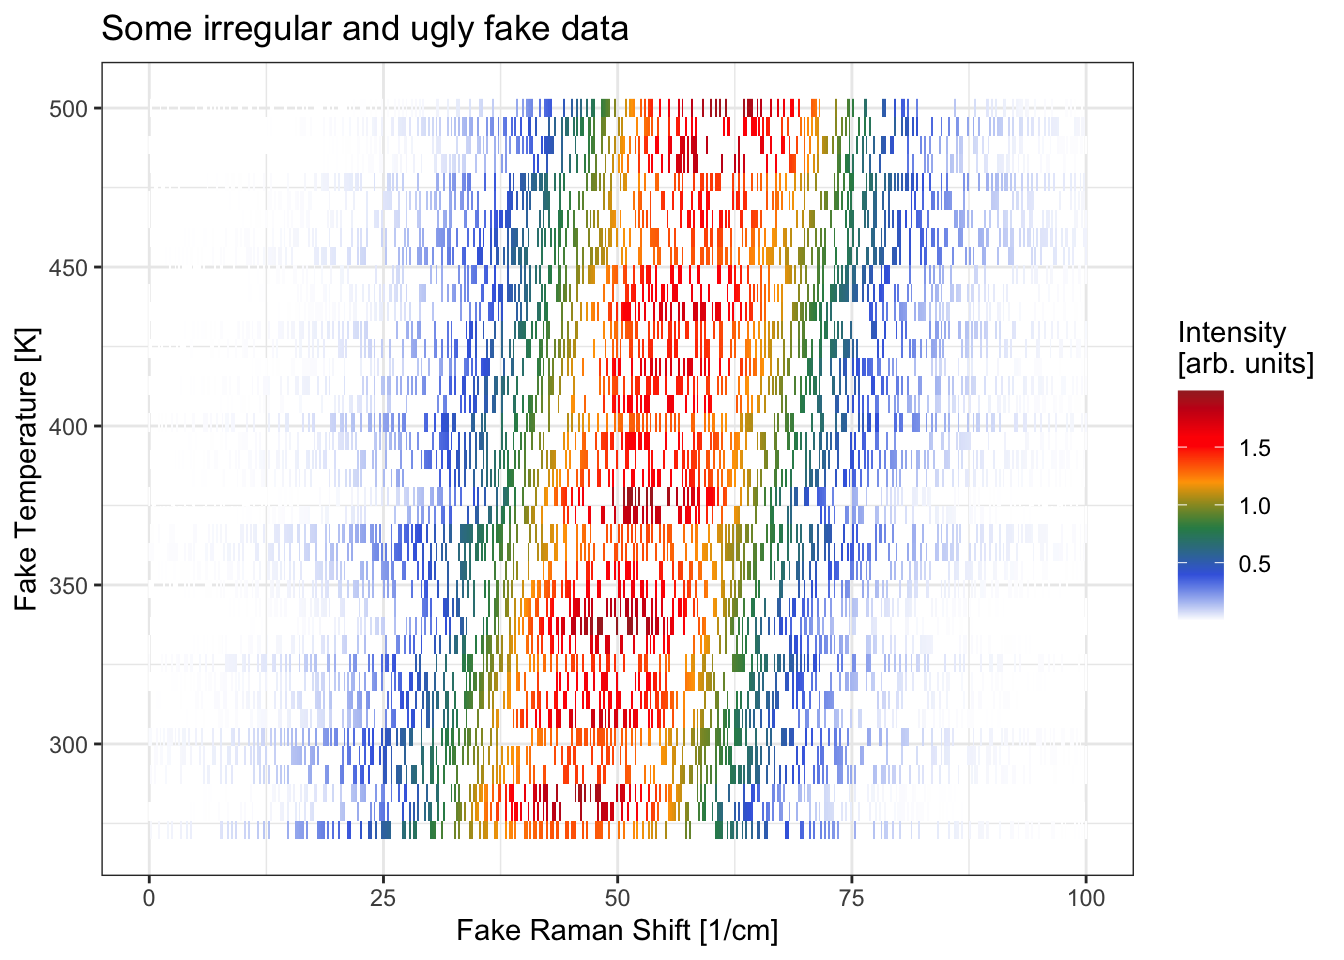 Some irregular and ugly fake data
500
450
400
350
300
Fake Temperature [K]
0
25
50
75
100
Fake Raman Shift [1/cm]
Intensity
[arb. units]
1.5
1.0
0.5